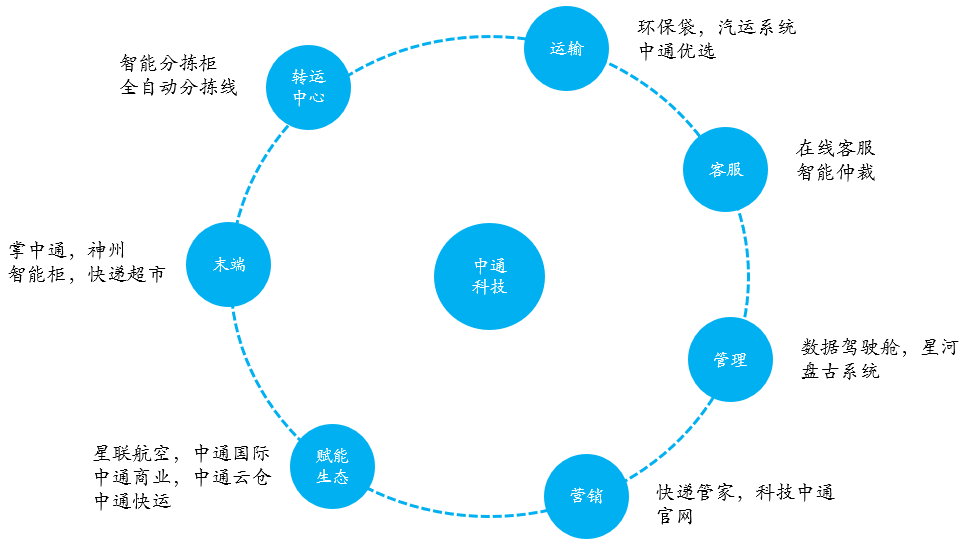 环保袋，汽运系统
中通优选
运输
智能分拣柜
全自动分拣线
转运
中心
在线客服
智能仲裁
客服
掌中通，神州
智能柜，快递超市
末端
中通
科技
数据驾驶舱，星河
盘古系统
管理
星联航空，中通国际
中通商业，中通云仓
中通快运
赋能
生态
营销
快递管家，科技中通
官网